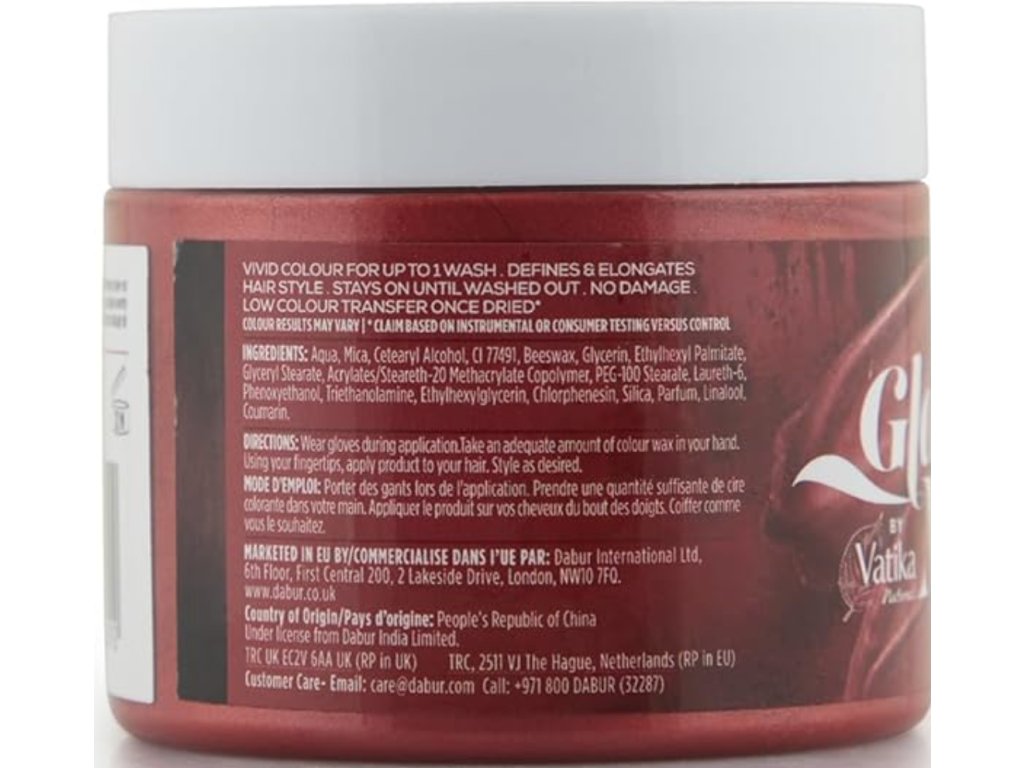 VIVID COLOUR FOR UP TO 1 WASH . DEFINES & ELONGATES
HAIR STYLE . STAYS ON UNTIL WASHED OUT . NO DAMAGE .
LOW COLOUR TRANSFER ONCE DRIED*
COLOUR RESULTS MAY VARY | * CLAIM BASED ON INSTRUMENTAL OR CONSUMER TESTING VERSUS CONTROL
INGREDIENTS: Aqua, Mica, Cetearyl Alcohol, CI 77491, Beeswax, Glycerin, Ethylhexyl Palmitate,
Glyceryl Stearate, Acrylates/Steareth-20 Methacrylate Copolymer, PEG-100 Stearate, Laureth-6,
Phenoxyethanol, Triethanolamine, Ethylhexylglycerin, Chlorphenesin, Silica, Parfum, Linalool,
Coumarin.
DIRECTIONS: Wear gloves during application.Take an adequate amount of colour wax in your hand.
Using your fingertips, apply product to your hair. Style as desired.
MODE D'EMPLOI: Porter des gants lors de l'application. Prendre une quantité suffisante de cire
colorante dans votre main. Appliquer le produit sur vos cheveux du bout des doigts. Coiffer comme
vous le souhaitez.
MARKETED IN EU BY/COMMERCIALISE DANS I'UE PAR: Dabur International Ltd,
6th Floor, First Central 200, 2 Lakeside Drive, London, NW10 7FQ.
www.dabur.co.uk
Country of Origin/Pays d'origine: People's Republic of China
Under license from Dabur India Limited.
TRC UK EC2V 6AA UK (RP in UK) TRC, 2511 VJ The Hague, Netherlands (RP in EU)
Customer Care- Email: care@dabur.com Call: +971 800 DABUR (32287)
Gl
BY
Vatika